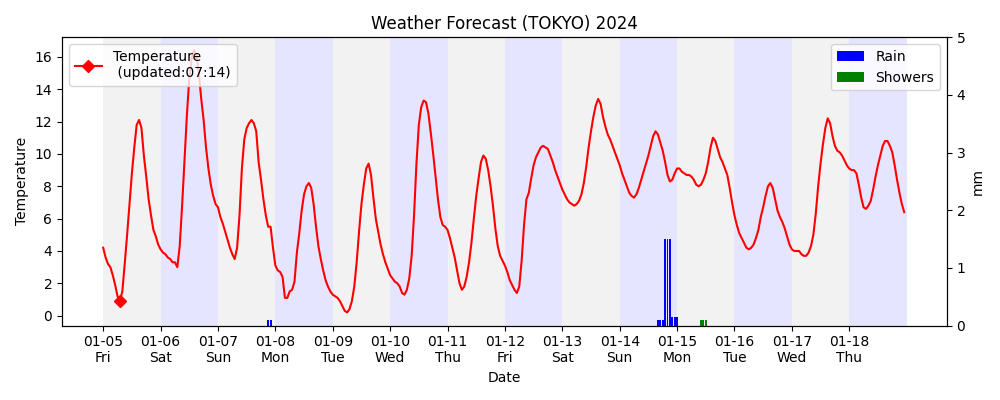 Weather Forecast (TOKYO) 2024
Temperature
(updated:07:14)
Rain
Showers
Temperature
16
14
12
10
8
6
4
2
0
5
4
3
2
1
0
mm
01-05 01-06 01-07 01-08 01-09 01-10 01-11 01-12 01-13 01-14 01-15 01-16 01-17 01-18
Fri Sat Sun Mon Tue Wed Thu Fri Sat Sun Mon Tue Wed Thu
Date